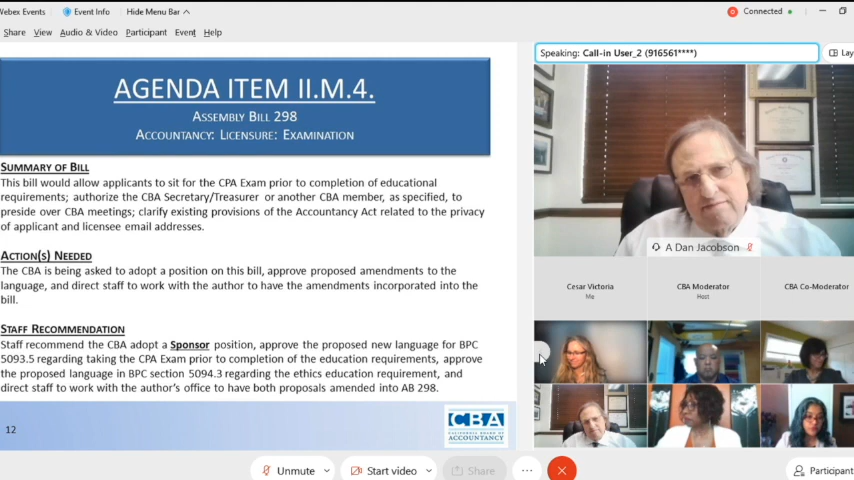 Webex Events
Event Info
Hide Menu Bar
Connected
Share View Audio & Video Participant Event Help
Speaking: Call-in User_2 (916561****)
Lay
AGENDA ITEM II.M.4.
ASSEMBLY BILL 298
ACCOUNTANCY: LICENSURE: EXAMINATION
SUMMARY OF BILL
This bill would allow applicants to sit for the CPA Exam prior to completion of educational
requirements; authorize the CBA Secretary/Treasurer or another CBA member, as specified, to
preside over CBA meetings; clarify existing provisions of the Accountancy Act related to the privacy
of applicant and licensee email addresses.
ACTION(S) NEEDED
The CBA is being asked to adopt a position on this bill, approve proposed amendments to the
language, and direct staff to work with the author to have the amendments incorporated into the
bill.
STAFF RECOMMENDATION
Staff recommend the CBA adopt a Sponsor position, approve the proposed new language for BPC
5093.5 regarding taking the CPA Exam prior to completion of the education requirements, approve
the proposed language in BPC section 5094.3 regarding the ethics education requirement, and
direct staff to work with the author's office to have both proposals amended into AB 298.
12
CBA
CALIFORNIA BOARD OF
ACCOUNTANCY
A Dan Jacobson
Cesar Victoria
Me
CBA Moderator
Host
CBA Co-Moderator
Unmute
Start video
Share
Participant